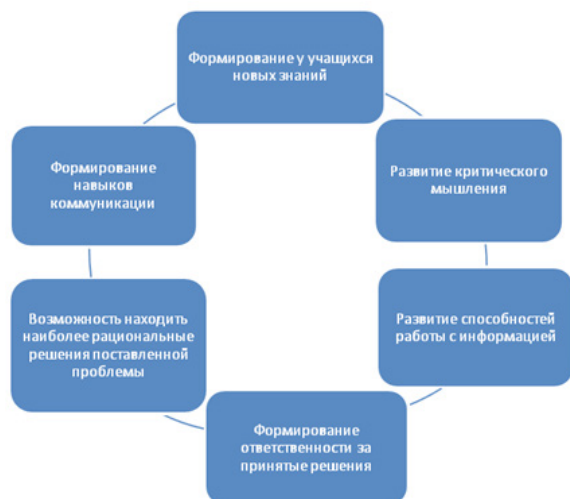 Формирование у учащихся
новых знаний
Развитие критического
мышления
Развитие способностей
работы с информацией
Формирование
ответственности за
принятые решения
Возможность находить
наиболее рациональные
решения поставленной
проблемы
Формирование
навыков
коммуникации